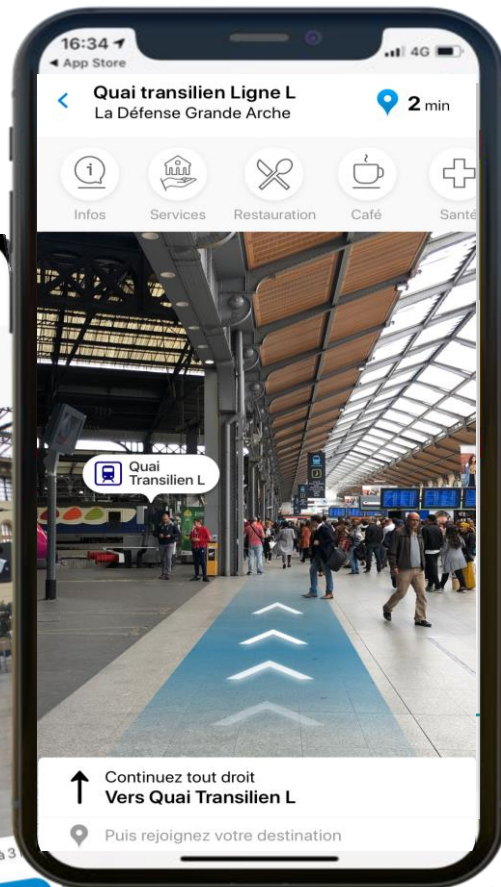 16:34
App Store
4G
Quai transilien Ligne L
La Défense Grande Arche
2 min
Infos
Services
Restauration
Café
Santé
Quai
Transilien L
Continuez tout droit
Vers Quai Transilien L
Puis rejoignez votre destination
à 3